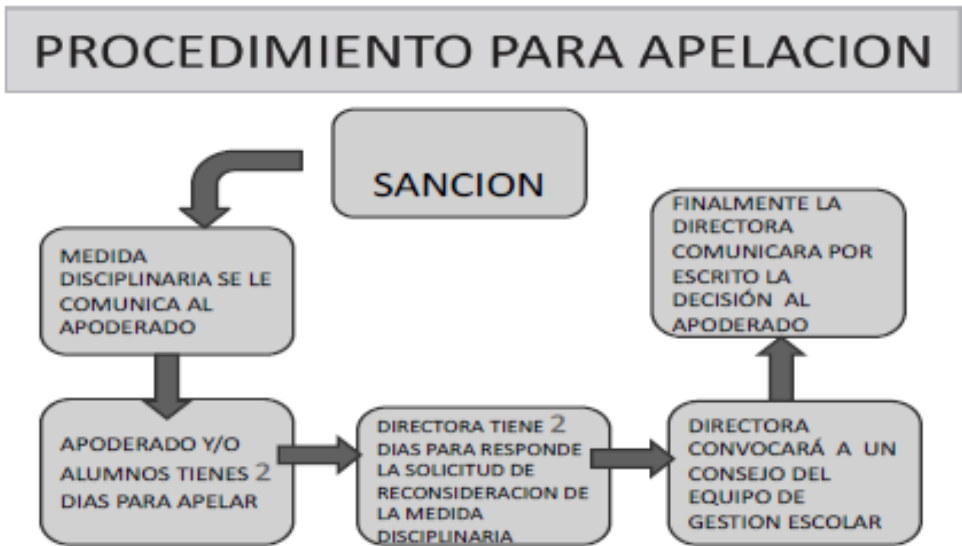 PROCEDIMIENTO PARA APELACION
SANCION
MEDIDA
DISCIPLINARIA SE LE
COMUNICA AL
APODERADO
APODERADO Y/O
ALUMNOS TIENES 2
DIAS PARA APELAR
DIRECTORA TIENE 2
DIAS PARA RESPONDE
LA SOLICITUD DE
RECONSIDERACION DE
LA MEDIDA
DISCIPLINARIA
DIRECTORA
CONVOCARÁ A UN
CONSEJO DEL
EQUIPO DE
GESTION ESCOLAR
FINALMENTE LA
DIRECTORA
COMUNICARA POR
ESCRITO LA
DECISIÓN AL
APODERADO